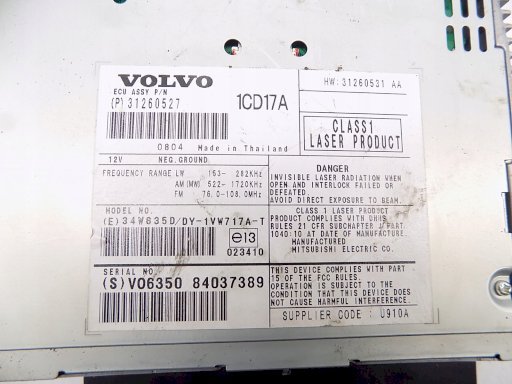 VOLVO
ECU ASSY P/N
(P) 31260527
1CD17A
HW: 31260531 AA
CLASS1
LASER PRODUCT
0804 Made in Thailand
12V NEG. GROUND
FREQUENCY RANGE LW 153- 282KHz
AM (MW) 522- 1720KHz
FM 76.0-108.0MHz
DANGER
INVISIBLE LASER RADIATION WHEN
OPEN AND INTERLOCK FAILED OR
DEFEATED
AVOID DIRECT EXPOSURE TO BEAM.
MODEL NO.
(E) 34W635D/DY-1VW717A-T
e13
023410
CLASS 1 LASER PRODUCT
PRODUCT COMPLIES WITH DHHS
RULES 21 CFR SUBCHAPTER J PART
1040:10 AT DATE OF MANUFACTURE.
MANUFACTURED
MITSUBISHI ELECTRIC CO.
SERIAL NO.
(S) V06350 84037389
THIS DEVICE COMPLIES WITH PART
15 OF THE FCC RULES.
OPERATION IS SUBJECT TO THE
CONDITION THAT THIS DEVICE DOES
NOT CAUSE HARMFUL INTERFERENCE.
SUPPLIER CODE : U910A